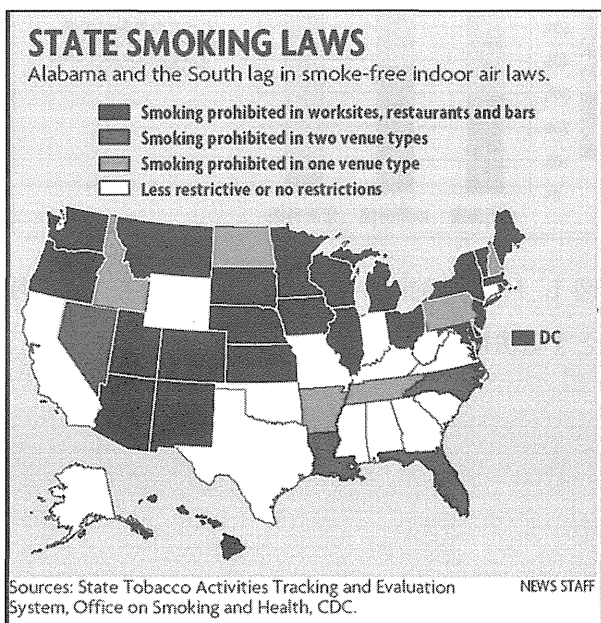 STATE SMOKING LAWS
Alabama and the South lag in smoke-free indoor air laws.
Smoking prohibited in worksites, restaurants and bars
Smoking prohibited in two venue types
Smoking prohibited in one venue type
Less restrictive or no restrictions
DC
Sources: State Tobacco Activities Tracking and Evaluation
System, Office on Smoking and Health, CDC.
NEWS STAFF